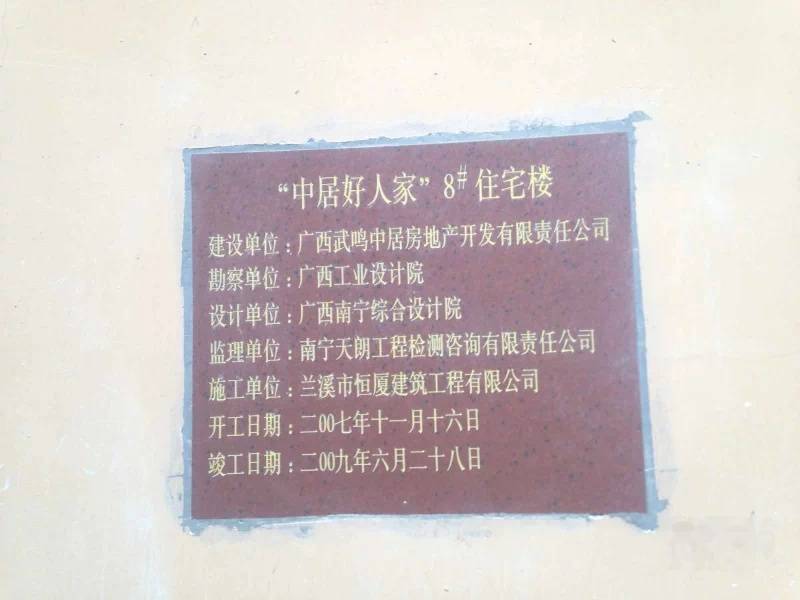 “中居好人家”8#住宅楼
建设单位：广西武鸣中居房地产开发有限责任公司
勘察单位：广西工业设计院
设计单位：广西南宁综合设计院
监理单位：南宁天朗工程检测咨询有限责任公司
施工单位：兰溪市恒厦建筑工程有限公司
开工日期：二00七年十一月十六日
竣工日期：二00九年六月二十八日